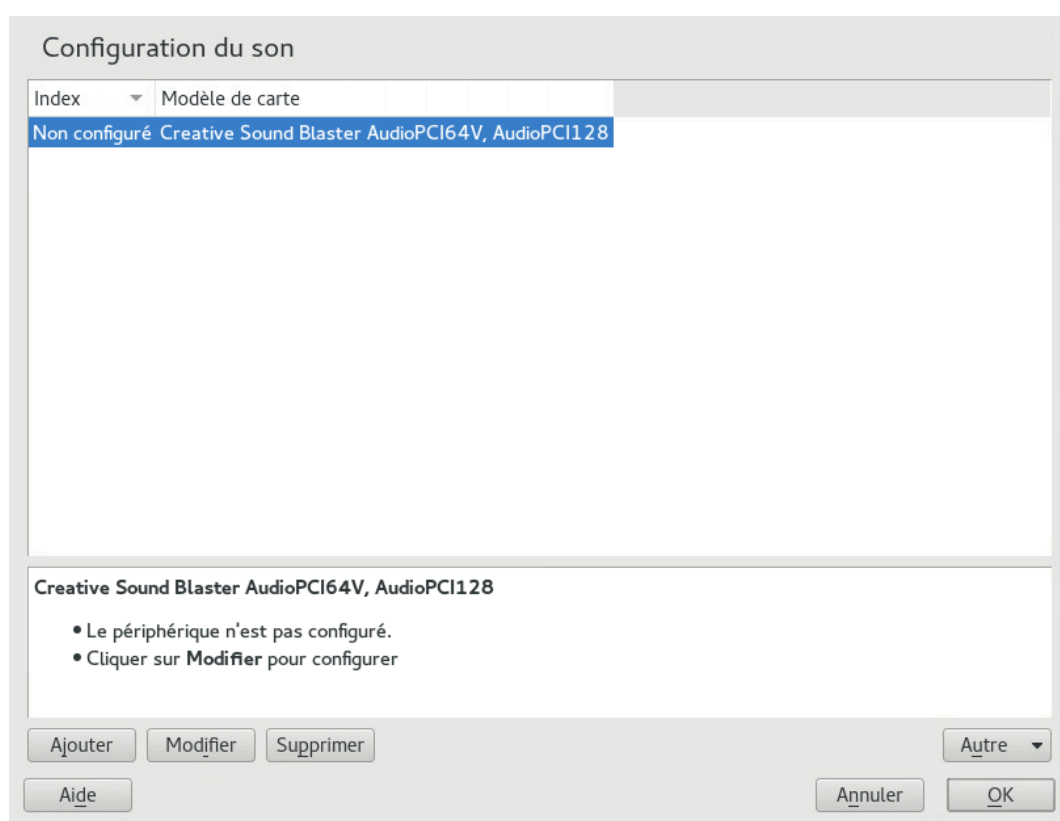 Configuration du son
Index Modèle de carte
Non configuré Creative Sound Blaster AudioPCI64V, AudioPCI128
Creative Sound Blaster AudioPCI64V, AudioPCI128
• Le périphérique n'est pas configuré.
• Cliquer sur Modifier pour configurer
Ajouter Modifier Supprimer Autre
Aide Annuler OK